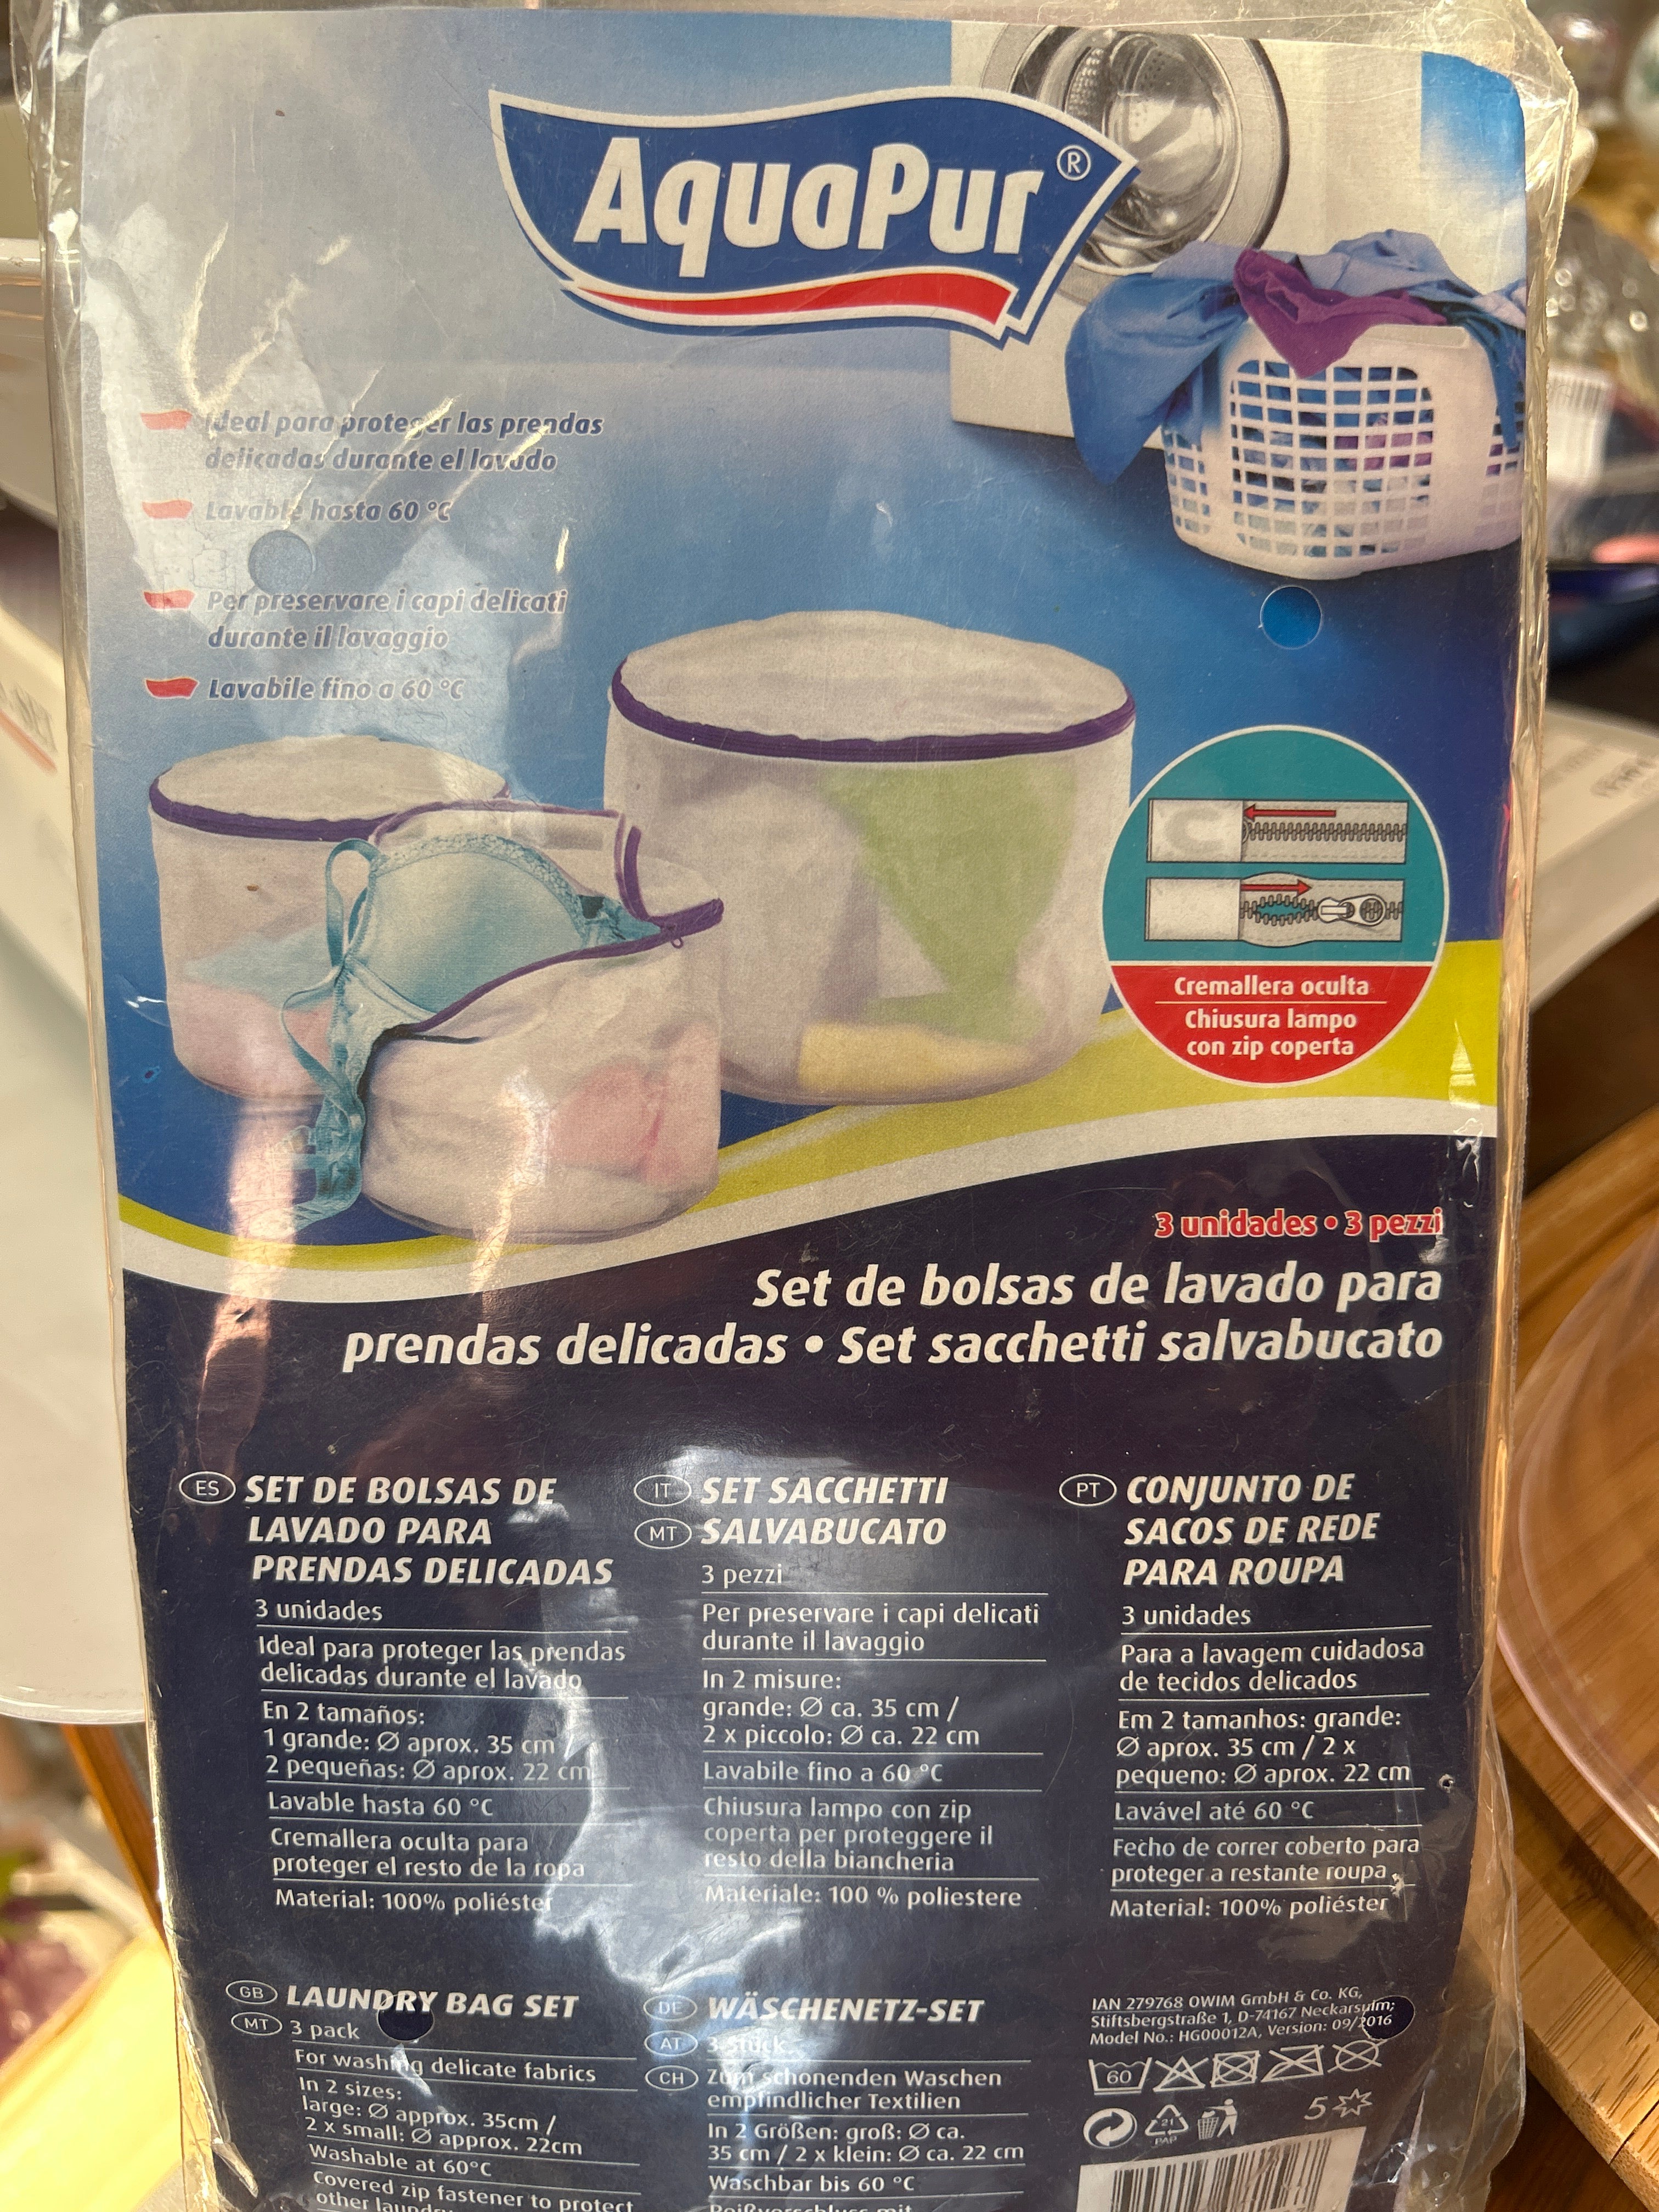 AquaPur®
Ideal para proteger las prendas
delicadas durante el lavado
Lavable hasta 60 °C
Per preservare i capi delicati
durante il lavaggio
Lavabile fino a 60 °C
Cremallera oculta
Chiusura lampo
con zip coperta
3 unidades • 3 pezzi
Set de bolsas de lavado para
prendas delicadas • Set sacchetti salvabucato
ES SET DE BOLSAS DE
LAVADO PARA
PRENDAS DELICADAS
3 unidades
Ideal para proteger las prendas
delicadas durante el lavado
En 2 tamaños:
1 grande: Ø aprox. 35 cm
2 pequeñas: Ø aprox. 22 cm
Lavable hasta 60 °C
Cremallera oculta para
proteger el resto de la ropa
Material: 100% poliéster
IT SET SACCHETTI
MT SALVABUCATO
3 pezzi
Per preservare i capi delicati
durante il lavaggio
In 2 misure:
grande: Ø ca. 35 cm /
2 x piccolo: Ø ca. 22 cm
Lavabile fino a 60 °C
Chiusura lampo con zip
coperta per proteggere il
resto della biancheria
Materiale: 100 % poliestere
PT CONJUNTO DE
SACOS DE REDE
PARA ROUPA
3 unidades
Para a lavagem cuidadosa
de tecidos delicados
Em 2 tamanhos: grande:
Ø aprox. 35 cm / 2 x
pequeno: Ø aprox. 22 cm
Lavável até 60 °C
Fecho de correr coberto para
proteger a restante roupa
Material: 100% poliéster
GB LAUNDRY BAG SET
MT 3 pack
For washing delicate fabrics
In 2 sizes:
large: Ø approx. 35cm /
2 x small: Ø approx. 22cm
Washable at 60°C
Covered zip fastener to protect
other
DE WÄSCHENETZ-SET
AT 3 Stück
CH Zum schonenden Waschen
empfindlicher Textilien
In 2 Größen: groß: Ø ca.
35 cm / 2 x klein: Ø ca. 22 cm
Waschbar bis 60 °C
Reißverschluss mit
IAN 279768 OWIM GmbH & Co. KG,
Stiftsbergstraße 1, D-74167 Neckarsulm;
Model No.: HG00012A, Version: 09/2016
60
21
PAP
5